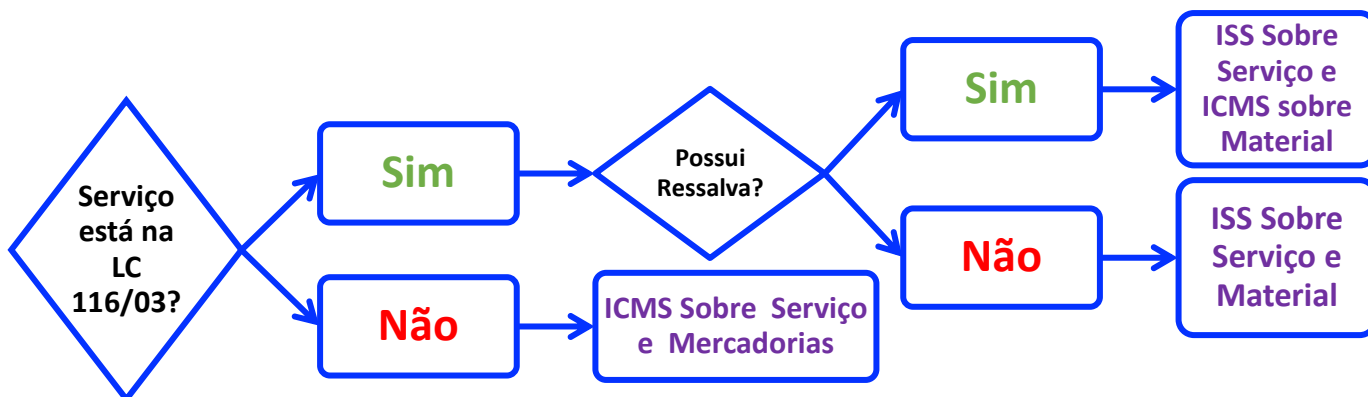 Serviço
está na
LC
116/03?
Sim
Não
Possui
Ressalva?
ICMS Sobre Serviço
e Mercadorias
Sim
Não
ISS Sobre
Serviço e
ICMS sobre
Material
ISS Sobre
Serviço e
Material